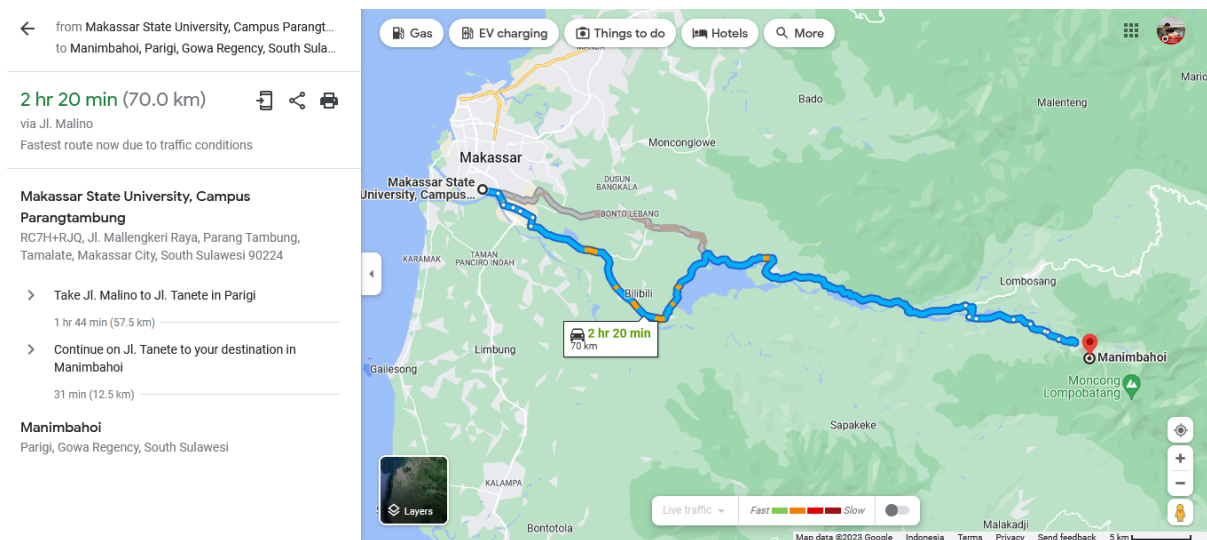 from Makassar State University, Campus Parangt...
to Manimbahoi, Parigi, Gowa Regency, South Sula...
2 hr 20 min (70.0 km)
via Jl. Malino
Fastest route now due to traffic conditions
Makassar State University, Campus
Parangtambung
RC7H+RJQ, Jl. Mallengkeri Raya, Parang Tambung,
Tamalate, Makassar City, South Sulawesi 90224
Take Jl. Malino to Jl. Tanete in Parigi
1 hr 44 min (57.5 km)
Continue on Jl. Tanete to your destination in
Manimbahoi
31 min (12.5 km)
Manimbahoi
Parigi, Gowa Regency, South Sulawesi
Gas
EV charging
Things to do
Hotels
More
MANDA
Mario
Bado
Malenteng
Monconglowe
Makassar
Makassar State
University, Campus...
DUSUN
BANGKALA
BONTO LEBANG
KARAMAK
TAMAN
PANCIRO INDAH
Bilibili
Lombosang
2 hr 20 min
70 km
Limbung
Manimbahoi
Galesong
Moncong
Lompobatang
Sapakeke
KALAMPA
Layers
Live traffic
Fast
Slow
Bontotola
Malakadji
Map data ©2023 Google
Indonesia
Terms
Privacy
Send feedback
5 km